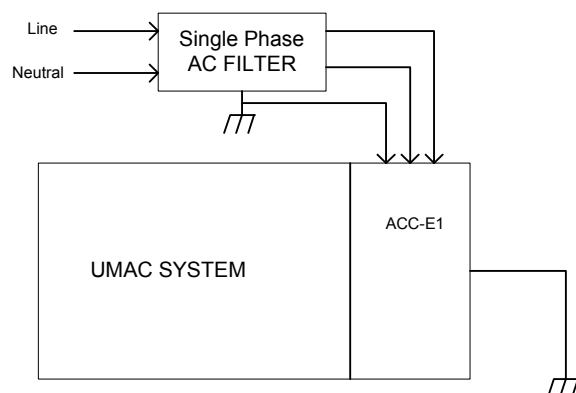 Line
Neutral
Single Phase
AC FILTER
UMAC SYSTEM
ACC-E1